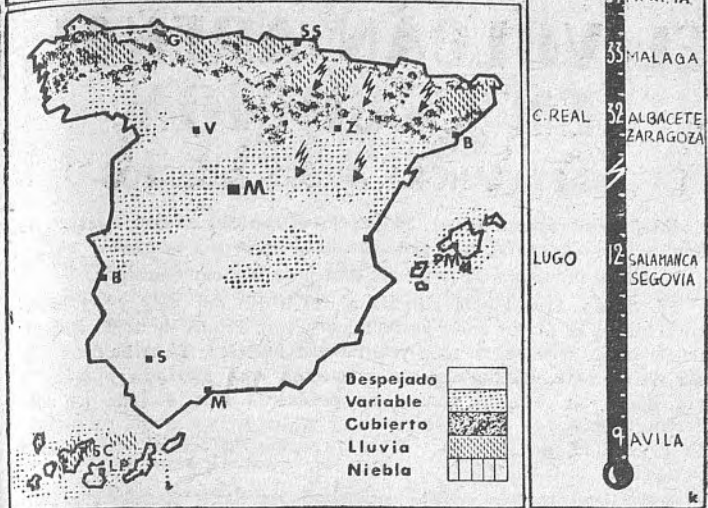 G
SS
V
Z
B
M
PM
B
S
M
SC
LP
Despejado
Variable
Cubierto
Lluvia
Niebla
33 MALAGA
C.REAL 32 ALBACETE
ZARAGOZA
LUGO 12 SALAMANCA
SEGOVIA
9 AVILA
k